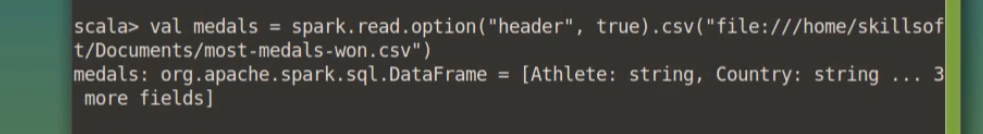 scala> val medals = spark.read.option("header", true).csv("file:///home/skillsof
t/Documents/most-medals-won.csv")
medals: org.apache.spark.sql.DataFrame = [Athlete: string, Country: string ... 3
 more fields]